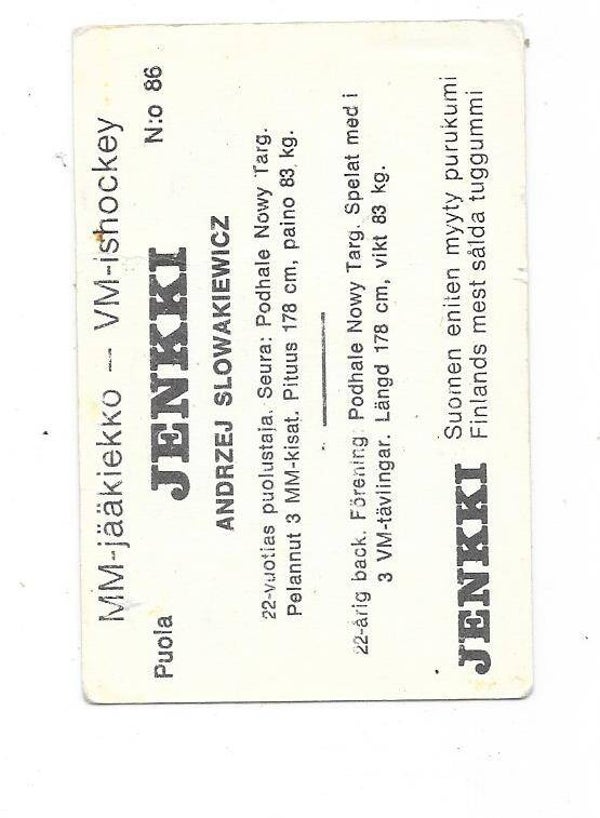 MM-jääkiekko — VM-ishockey
Puola JENKKI N:o 86
ANDRZEJ SLOWAKIEWICZ
22-vuotias puolustaja. Seura: Podhale Nowy Targ.
Pelannut 3 MM-kisat. Pituus 178 cm, paino 83 kg.
22-årig back. Förening: Podhale Nowy Targ. Spelat med i
3 VM-tävlingar. Längd 178 cm, vikt 83 kg.
JENKKI
Suomen eniten myyty purukumi
Finlands mest sålda tuggummi